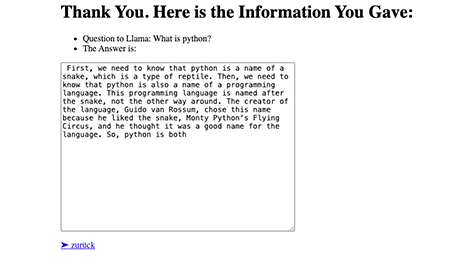 Thank You. Here is the Information You Gave:
• Question to Llama: What is python?
• The Answer is:
First, we need to know that python is a name of a
snake, which is a type of reptile. Then, we need to
know that python is also a name of a programming
language. This programming language is named after
the snake, not the other way around. The creator of
the language, Guido van Rossum, chose this name
because he liked the snake, Monty Python's Flying
Circus, and he thought it was a good name for the
language. So, python is both
➤ zurück